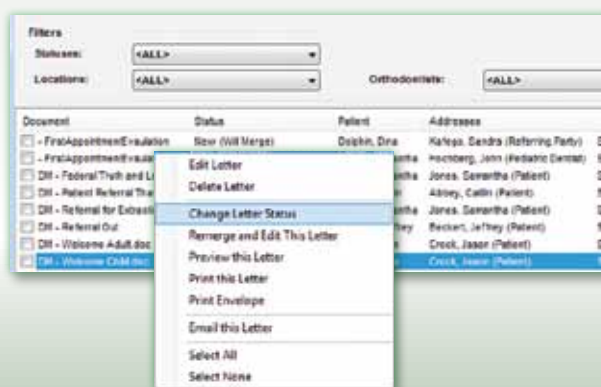 Filters
Statuses: <ALL>
Locations: <ALL> Orthodontists: <ALL>
Document Status Patient Addresses
- FirstAppointmentEvaulation New (Will Merge) Dolphin, Dina Sandra (Referring Party)
- FirstAppointmentEvaula John (Pediatric Dentist)
DM - Federal Truth and L Jones, Samantha (Patient)
DM - Patient Referral Tha Abbey, Caitlin (Patient)
DM - Referral for Jones, Samantha (Patient)
DM - Referral Out Beckert, Jeffrey (Patient)
DM - Welcome Adult.doc Crook, Jason (Patient)
DM - Welcome Child.doc Crook, Jason (Patient)
Edit Letter
Delete Letter
Change Letter Status
Remerge and Edit This Letter
Preview this Letter
Print this Letter
Print Envelope
Email this Letter
Select All
Select None